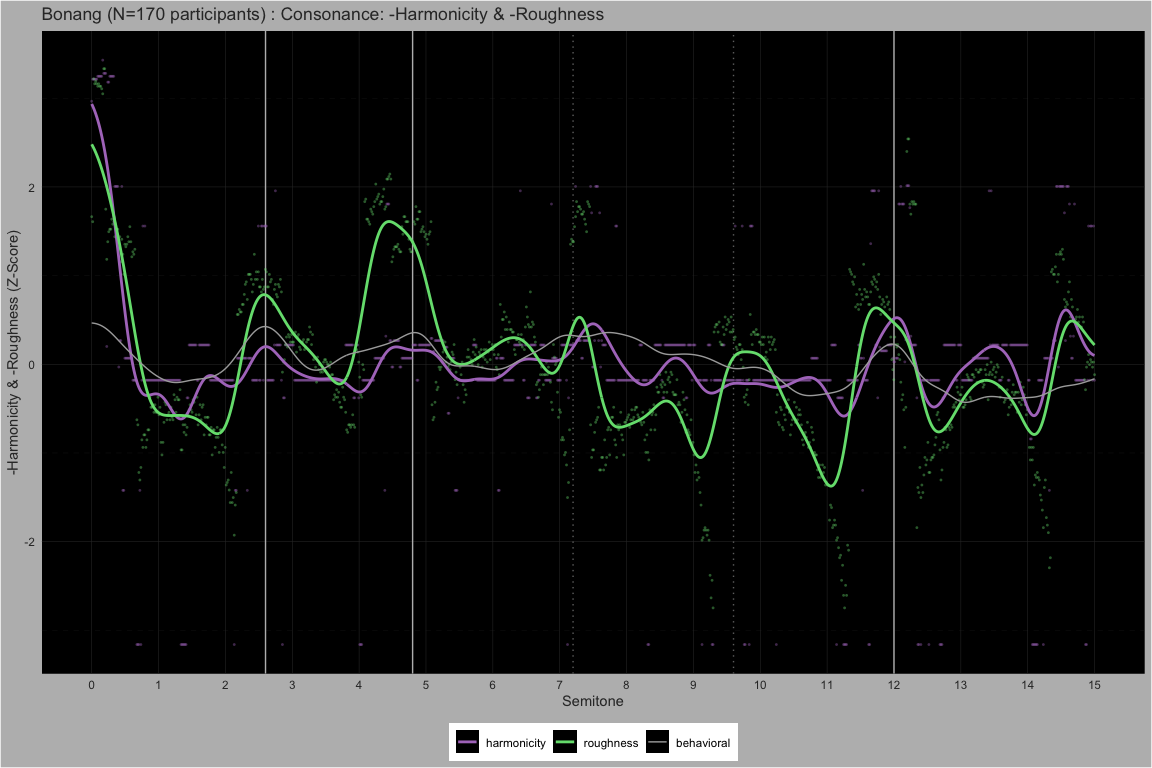 Bonang (N=170 participants) : Consonance: -Harmonicity & -Roughness
-Harmonicity & -Roughness (Z-Score)
2
0
-2
0 1 2 3 4 5 6 7 8 9 10 11 12 13 14 15
Semitone
harmonicity roughness behavioral